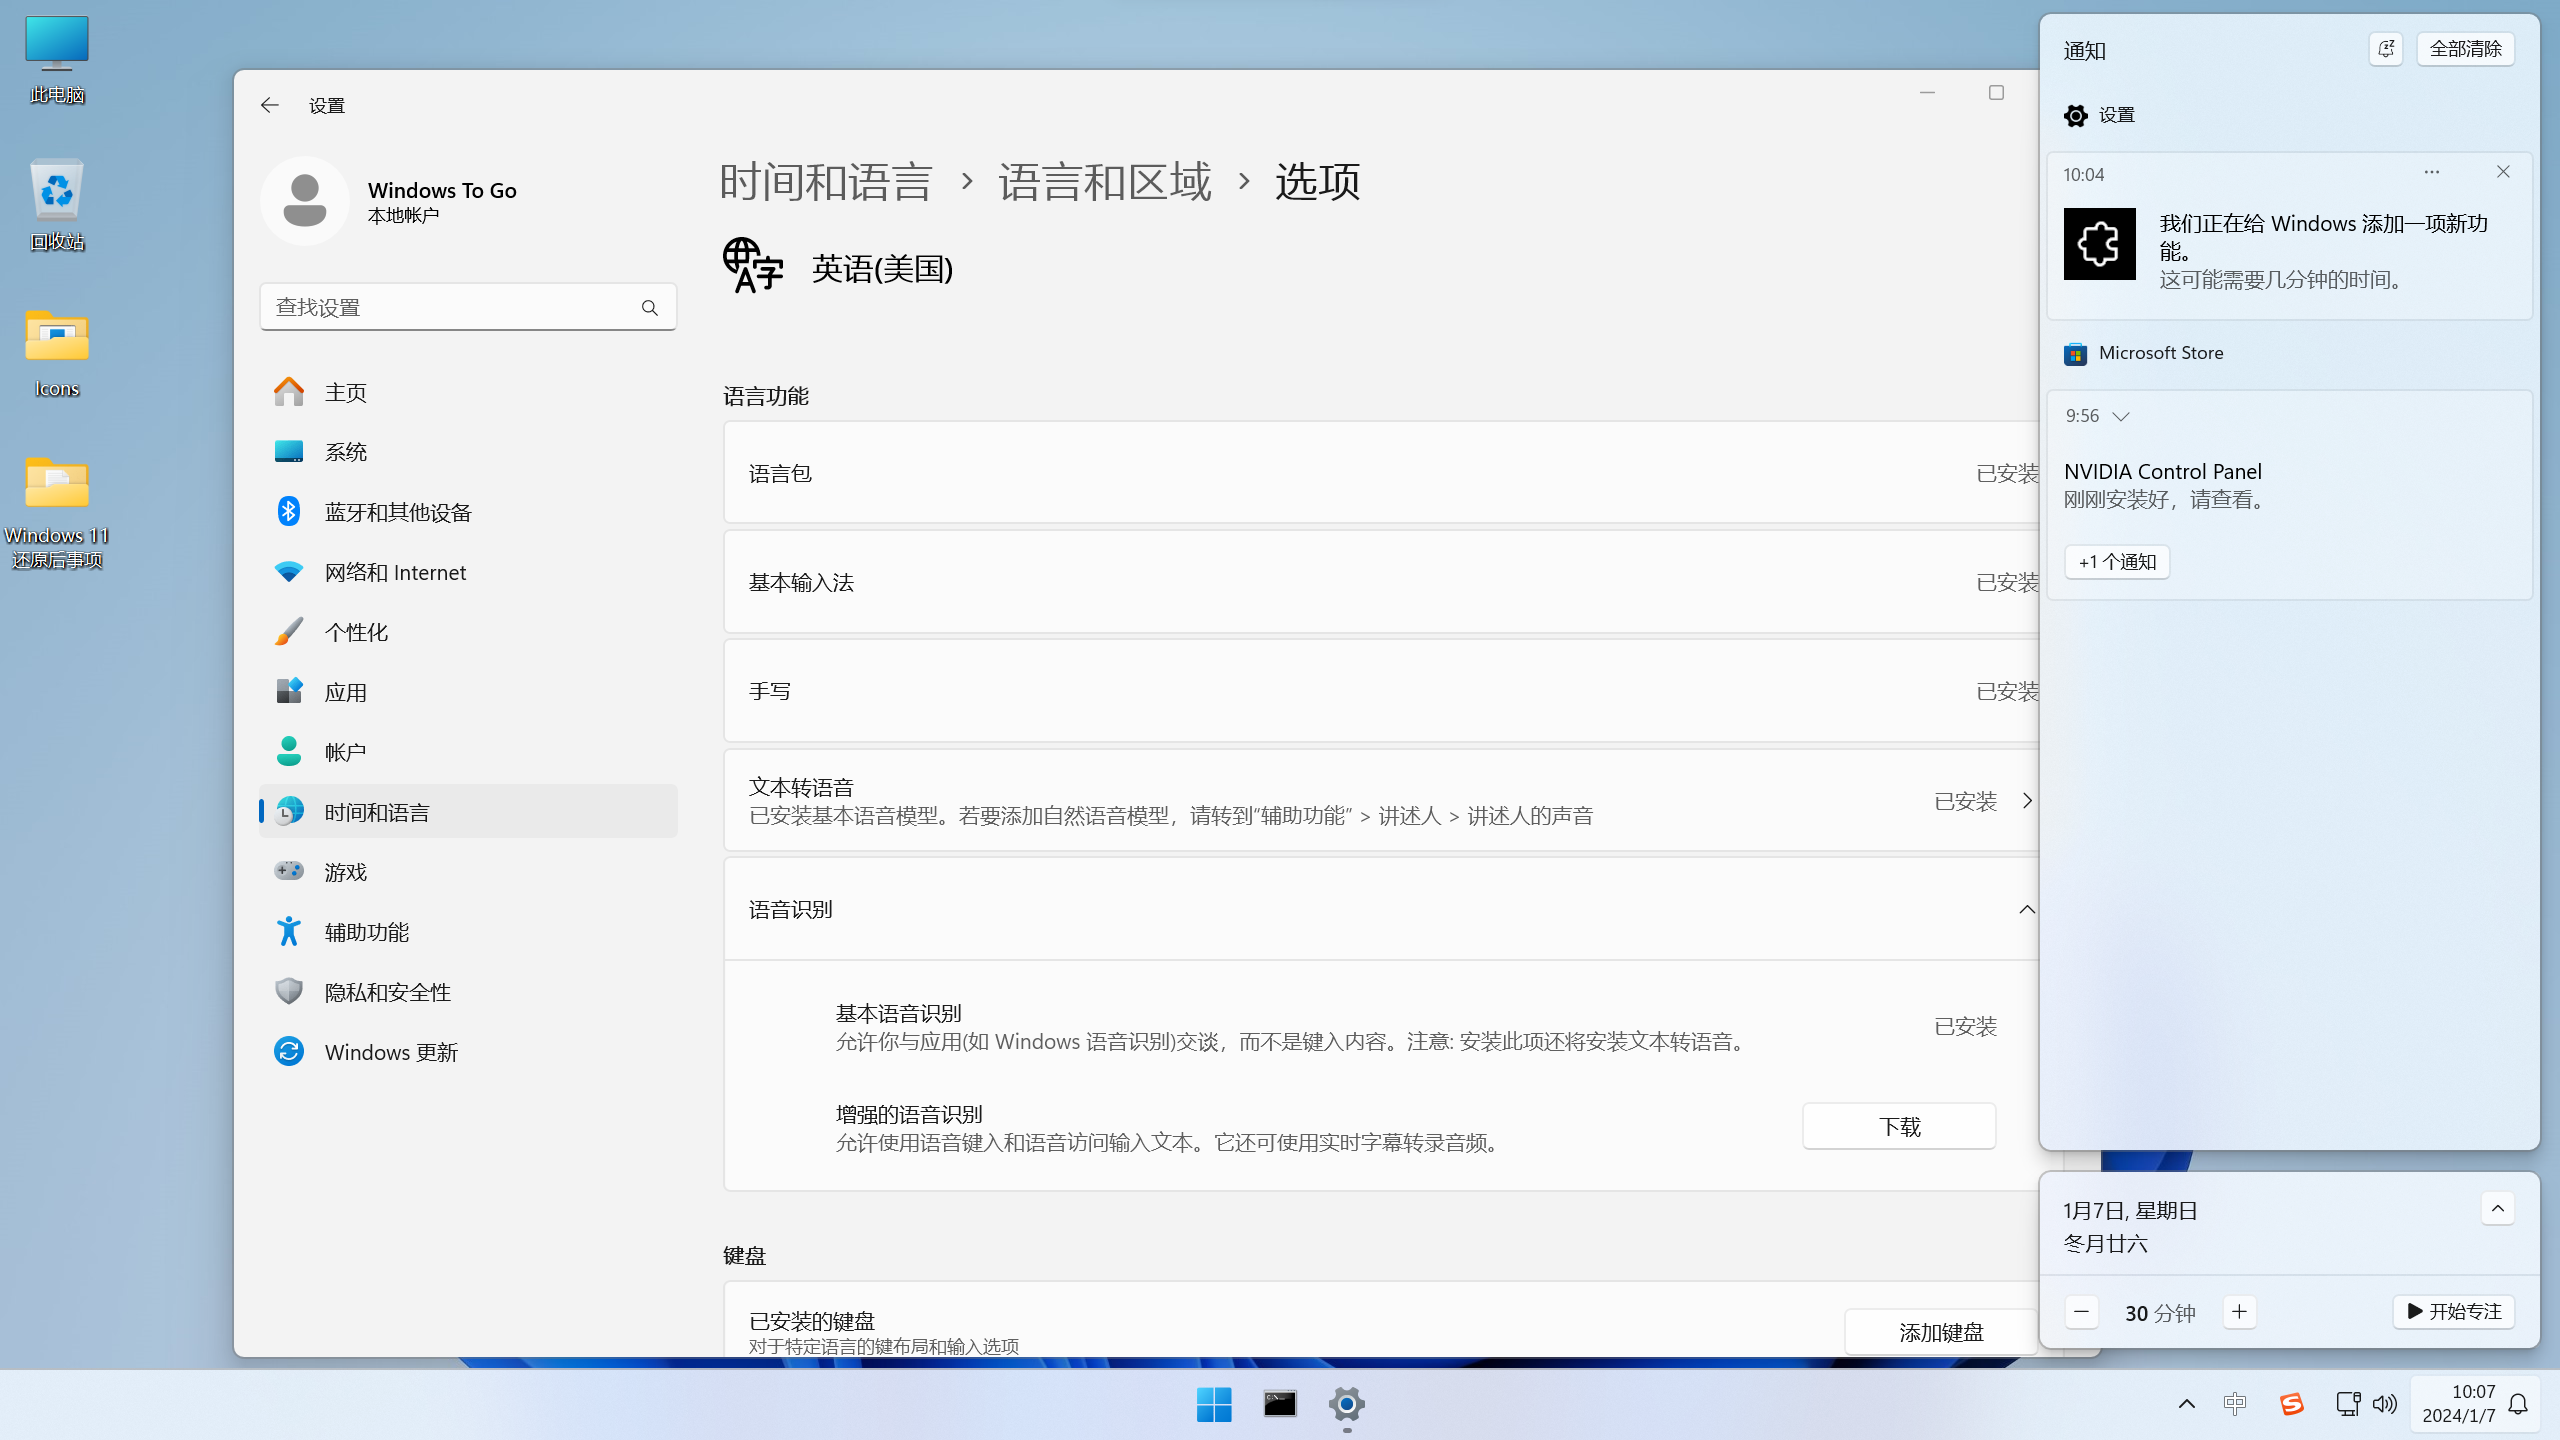 此电脑
回收站
Icons
Windows 11
还原后事项
设置
Windows To Go
本地帐户
查找设置
主页
系统
蓝牙和其他设备
网络和 Internet
个性化
应用
帐户
时间和语言
游戏
辅助功能
隐私和安全性
Windows 更新
时间和语言 › 语言和区域 › 选项
英语(美国)
语言功能
语言包 已安装
基本输入法 已安装
手写 已安装
文本转语音
已安装基本语音模型。若要添加自然语音模型，请转到“辅助功能” > 讲述人 > 讲述人的声音
已安装
语音识别
基本语音识别
允许你与应用(如 Windows 语音识别)交谈，而不是键入内容。注意: 安装此项还将安装文本转语音。
已安装
增强的语音识别
允许使用语音键入和语音访问输入文本。它还可使用实时字幕转录音频。
下载
键盘
已安装的键盘
对于特定语言的键布局和输入选项
添加键盘
通知
全部清除
设置
10:04
我们正在给 Windows 添加一项新功
能。
这可能需要几分钟的时间。
Microsoft Store
9:56
NVIDIA Control Panel
刚刚安装好，请查看。
+1 个通知
1月7日, 星期日
冬月廿六
30 分钟
开始专注
中
10:07
2024/1/7